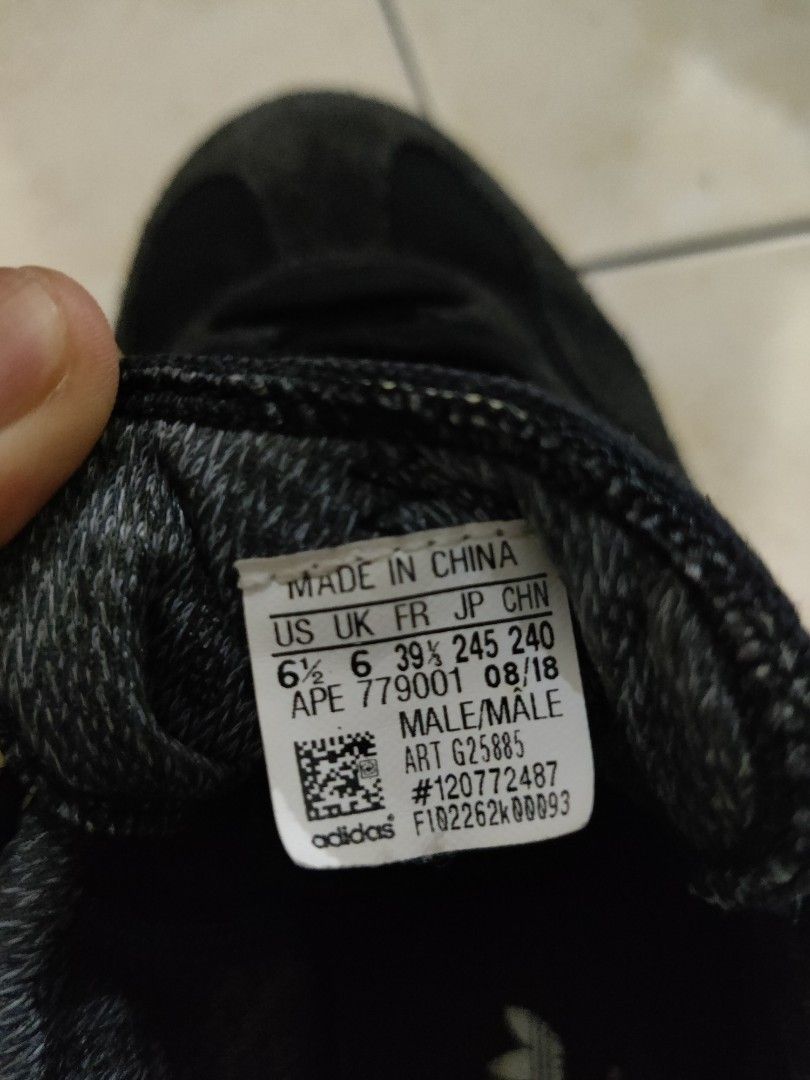 MADE IN CHINA
US UK FR JP CHN
6½ 6 39⅓ 245 240
APE 779001 08/18
MALE/MÂLE
ART G25885
#120772487
FI02262k00093
adidas